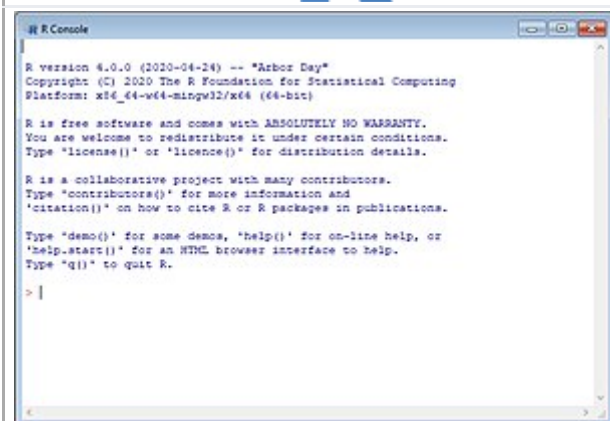 R Console
R version 4.0.0 (2020-04-24) -- "Arbor Day"
Copyright (C) 2020 The R Foundation for Statistical Computing
Platform: x86_64-w64-mingw32/x64 (64-bit)
R is free software and comes with ABSOLUTELY NO WARRANTY.
You are welcome to redistribute it under certain conditions.
Type 'license()' or 'licence()' for distribution details.
R is a collaborative project with many contributors.
Type 'contributors()' for more information and
'citation()' on how to cite R or R packages in publications.
Type 'demo()' for some demos, 'help()' for on-line help, or
'help.start()' for an HTML browser interface to help.
Type 'q()' to quit R.
>